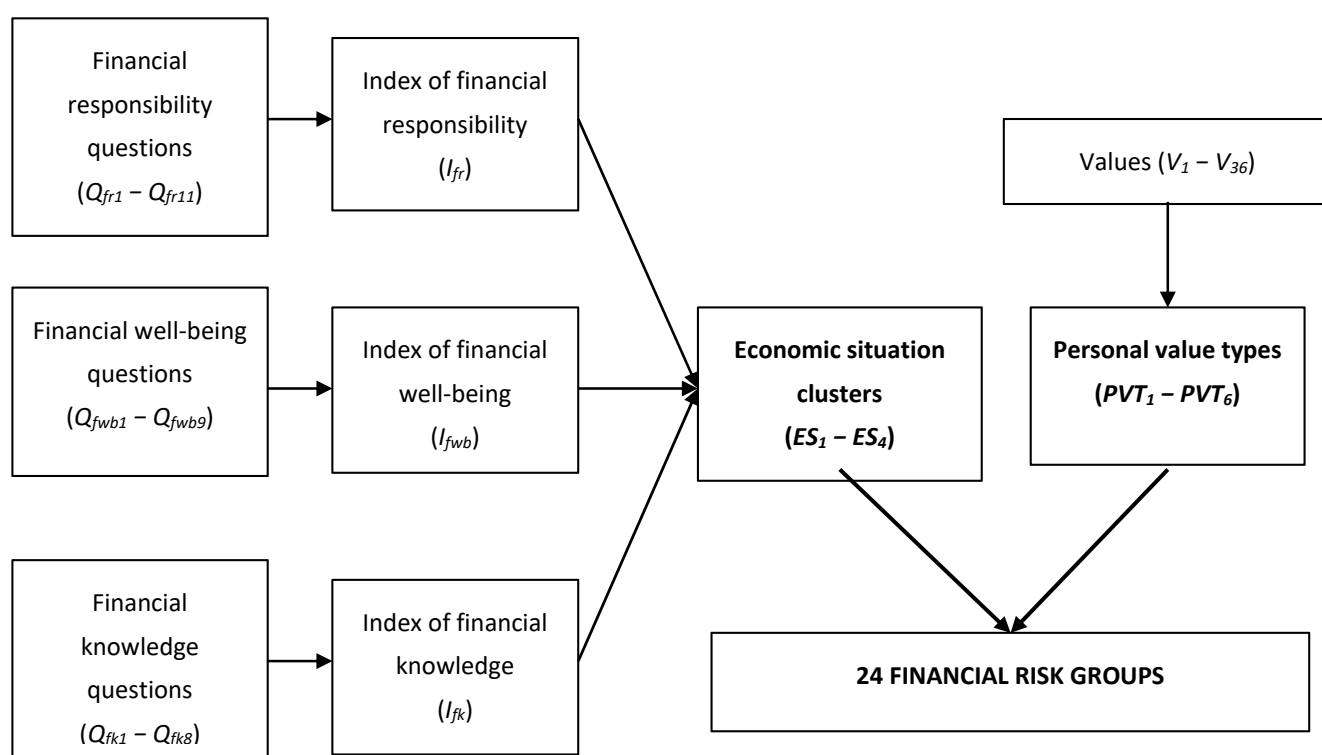 Financial
responsibility
questions
(Qfr1 − Qfr11)
Index of financial
responsibility
(Ifr)
Values (V1 − V36)
Financial well-being
questions
(Qfwb1 − Qfwb9)
Index of financial
well-being
(Ifwb)
Economic situation
clusters
(ES1 − ES4)
Personal value types
(PVT1 − PVT6)
Financial
knowledge
questions
(Qfk1 − Qfk8)
Index of financial
knowledge
(Ifk)
24 FINANCIAL RISK GROUPS